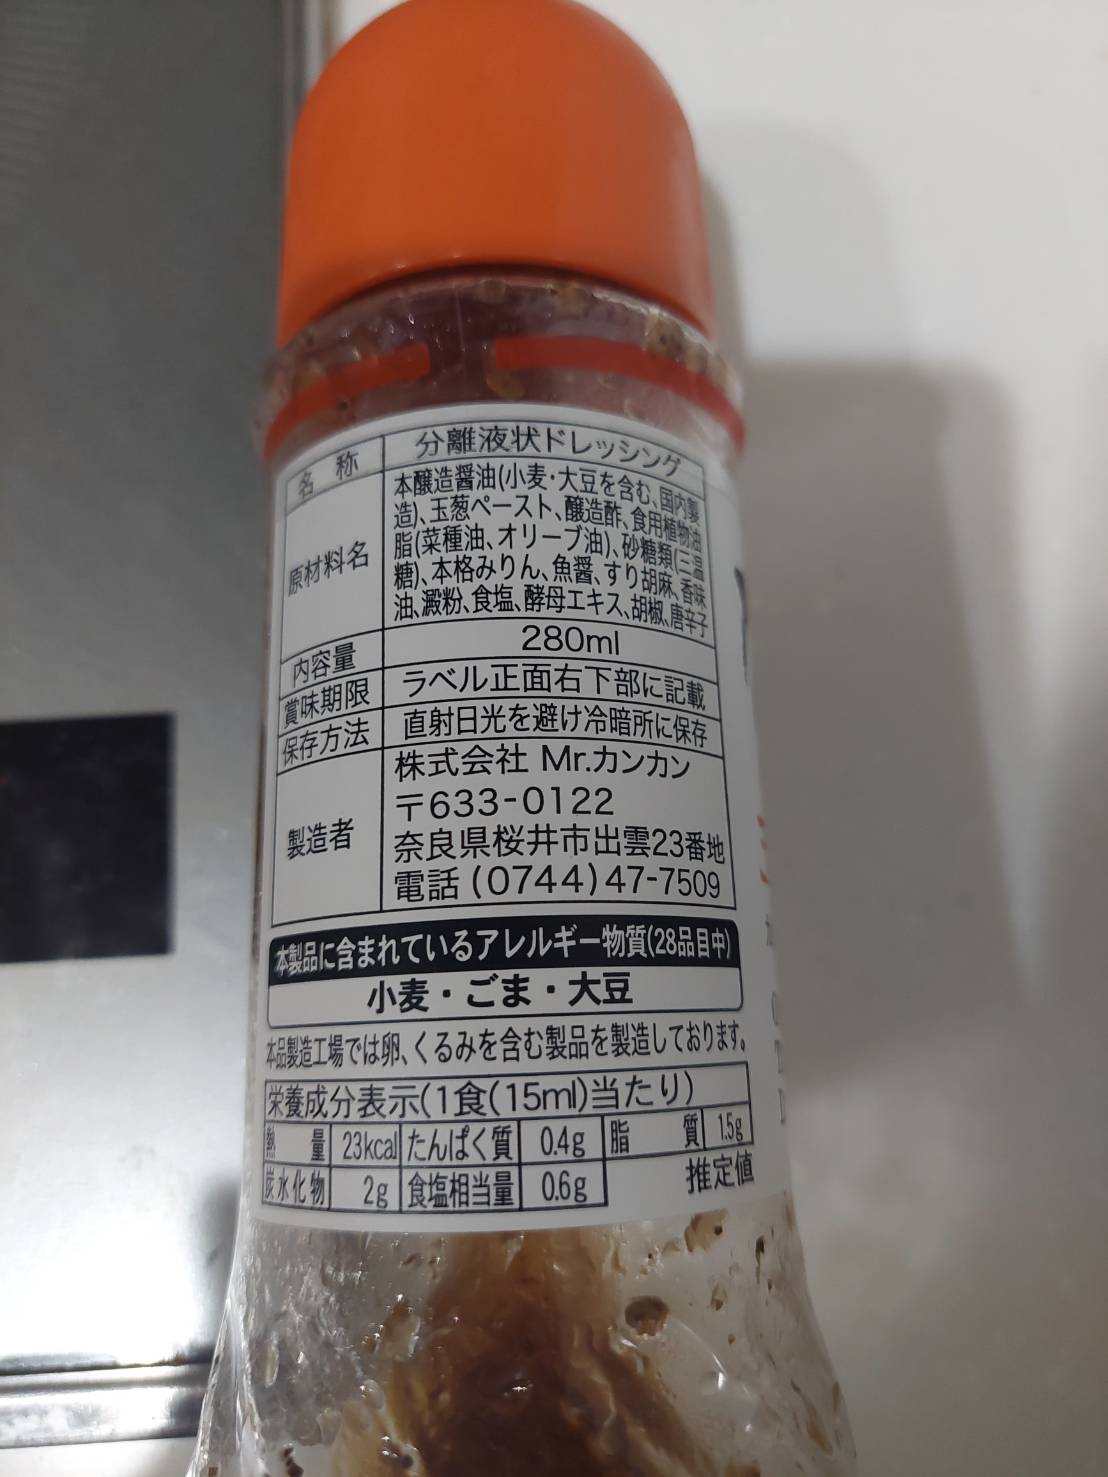 名 称 分離液状ドレッシング
原材料名 本醸造醤油(小麦・大豆を含む、国内製
造)、玉葱ペースト、醸造酢、食用植物油
脂(菜種油、オリーブ油)、砂糖類(三温
糖)、本格みりん、魚醤、すり胡麻、香味
油、澱粉、食塩、酵母エキス、胡椒、唐辛子
内容量 280ml
賞味期限 ラベル正面右下部に記載
保存方法 直射日光を避け冷暗所に保存
製造者 株式会社 Mr.カンカン
〒633-0122
奈良県桜井市出雲23番地
電話 (0744)47-7509
本製品に含まれているアレルギー物質(28品目中)
小麦・ごま・大豆
本品製造工場では卵、くるみを含む製品を製造しております。
栄養成分表示(1食(15ml)当たり)
熱量 23kcal たんぱく質 0.4g 脂質 1.5g
炭水化物 2g 食塩相当量 0.6g 推定値